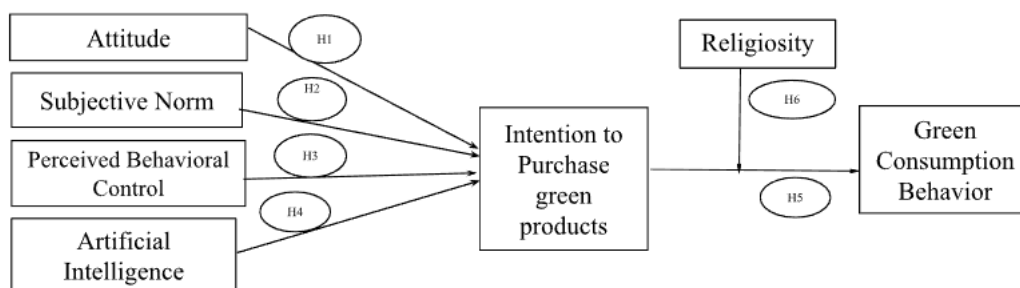 Attitude
H1
Religiosity
Subjective Norm
H2
H6
Perceived Behavioral
Control
H3
Intention to
Purchase
green
products
Green
Consumption
Behavior
H5
H4
Artificial
Intelligence